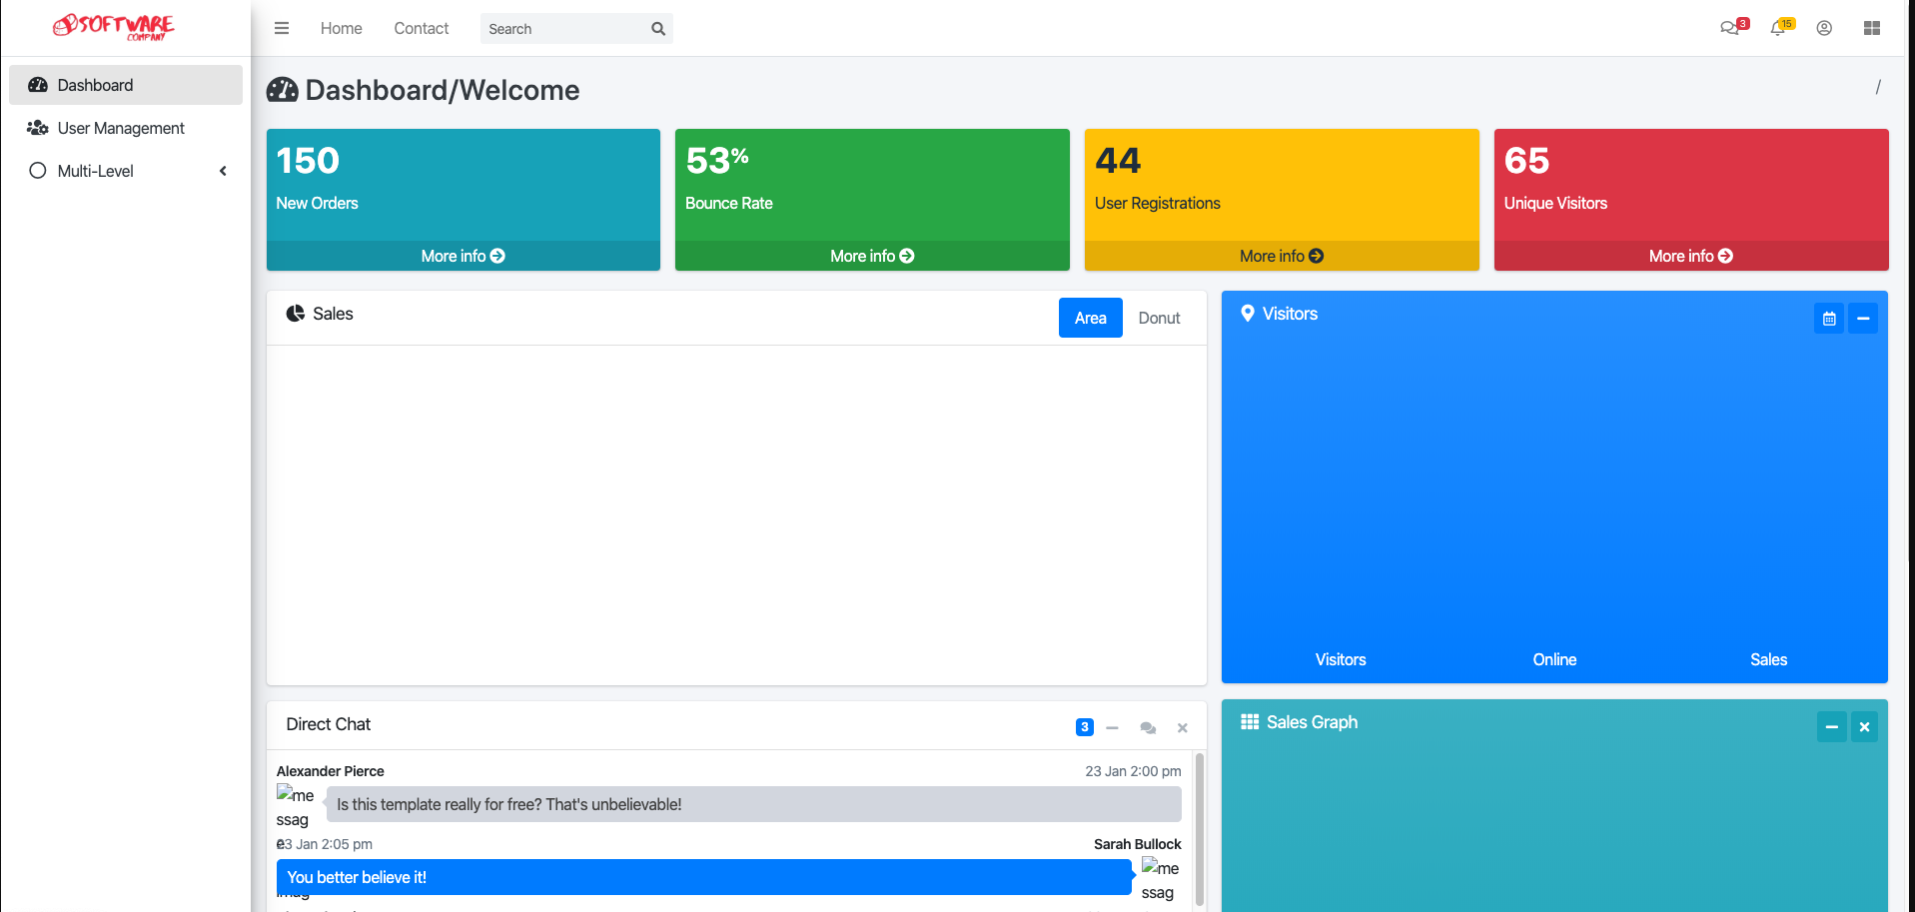 SOFTWARE
COMPANY
Home
Contact
Search
3
15
Dashboard
User Management
Multi-Level
Dashboard/Welcome
/
150
New Orders
More info
53%
Bounce Rate
More info
44
User Registrations
More info
65
Unique Visitors
More info
Sales
Area
Donut
Visitors
Visitors
Online
Sales
Direct Chat
3
Alexander Pierce
23 Jan 2:00 pm
me
ssag
e
Is this template really for free? That's unbelievable!
23 Jan 2:05 pm
Sarah Bullock
You better believe it!
me
ssag
Sales Graph